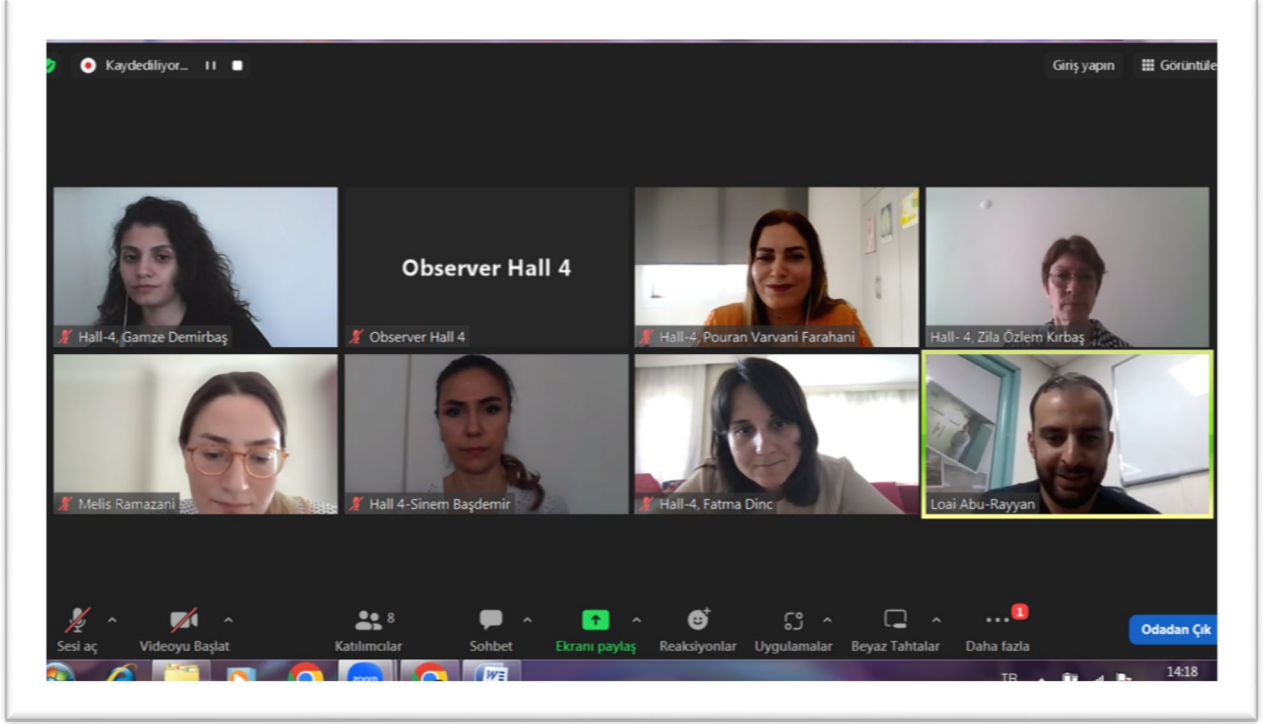 Kaydediliyor...
Giriş yapın
Görüntüle
Observer Hall 4
Hall-4, Gamze Demirbaş
Observer Hall 4
Hall-4, Pouran Varvani Farahani
Hall- 4, Zila Özlem Kırbaş
Melis Ramazani
Hall 4-Sinem Başdemir
Hall-4, Fatma Dinc
Loai Abu-Rayyan
8
1
Sesi aç
Videoyu Başlat
Katılımcılar
Sohbet
Ekranı paylaş
Reaksiyonlar
Uygulamalar
Beyaz Tahtalar
Daha fazla
Odadan Çık
zoom
W
TR
14:18